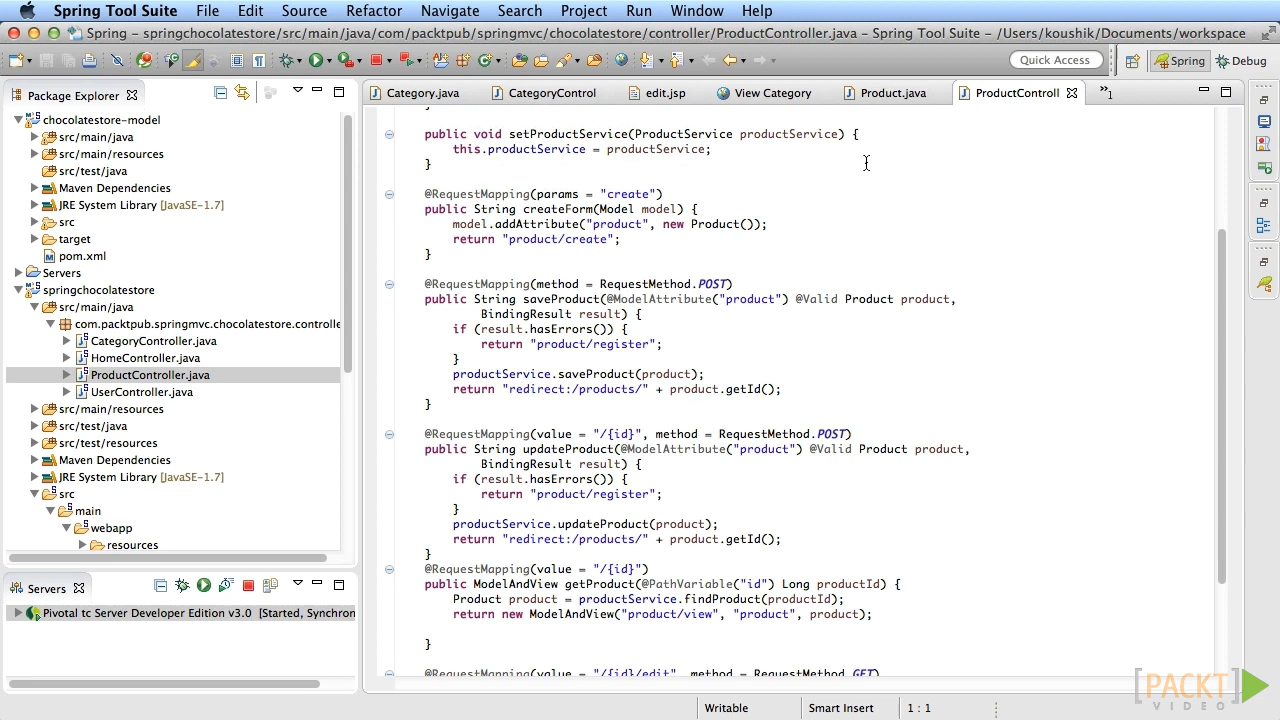 Spring Tool Suite File Edit Source Refactor Navigate Search Project Run Window Help
Spring – springchocolatestore/src/main/java/com/packtpub/springmvc/chocolatestore/controller/ProductController.java – Spring Tool Suite – /Users/koushik/Documents/workspace
Quick Access Spring Debug
Package Explorer
chocolatestore-model
src/main/java
src/main/resources
src/test/java
Maven Dependencies
JRE System Library [JavaSE-1.7]
src
target
pom.xml
Servers
springchocolatestore
src/main/java
com.packtpub.springmvc.chocolatestore.controlle
CategoryController.java
HomeController.java
ProductController.java
UserController.java
src/main/resources
src/test/java
src/test/resources
Maven Dependencies
JRE System Library [JavaSE-1.7]
src
main
webapp
resources
Servers
Pivotal tc Server Developer Edition v3.0 [Started, Synchron
Category.java CategoryControl edit.jsp View Category Product.java ProductControll »1
}
public void setProductService(ProductService productService) {
this.productService = productService;
}
@RequestMapping(params = "create")
public String createForm(Model model) {
model.addAttribute("product", new Product());
return "product/create";
}
@RequestMapping(method = RequestMethod.POST)
public String saveProduct(@ModelAttribute("product") @Valid Product product,
BindingResult result) {
if (result.hasErrors()) {
return "product/register";
}
productService.saveProduct(product);
return "redirect:/products/" + product.getId();
}
@RequestMapping(value = "/{id}", method = RequestMethod.POST)
public String updateProduct(@ModelAttribute("product") @Valid Product product,
BindingResult result) {
if (result.hasErrors()) {
return "product/register";
}
productService.updateProduct(product);
return "redirect:/products/" + product.getId();
}
@RequestMapping(value = "/{id}")
public ModelAndView getProduct(@PathVariable("id") Long productId) {
Product product = productService.findProduct(productId);
return new ModelAndView("product/view", "product", product);
}
@RequestMapping(value = "/{id}/edit", method = RequestMethod.GET)
Writable Smart Insert 1 : 1
[PACKT]
VIDEO